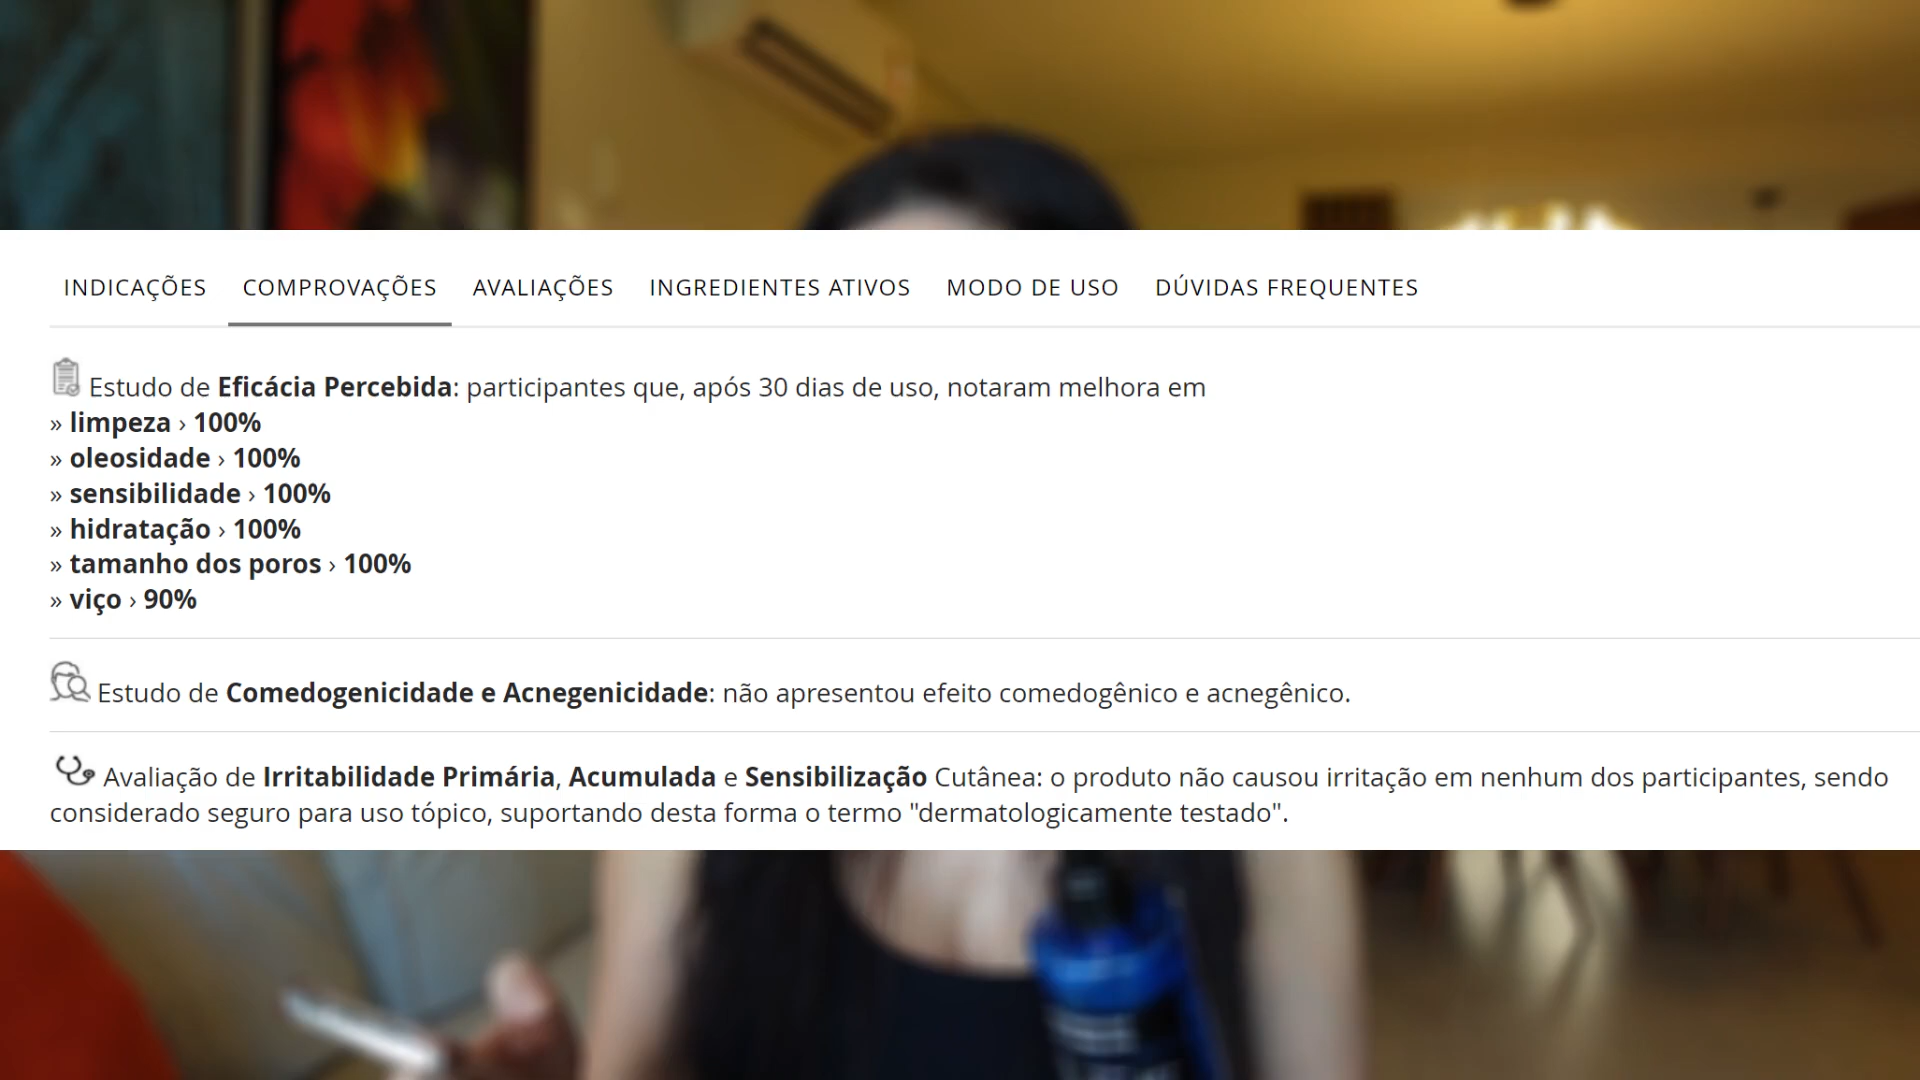 INDICAÇÕES COMPROVAÇÕES AVALIAÇÕES INGREDIENTES ATIVOS MODO DE USO DÚVIDAS FREQUENTES
Estudo de Eficácia Percebida: participantes que, após 30 dias de uso, notaram melhora em
» limpeza › 100%
» oleosidade › 100%
» sensibilidade › 100%
» hidratação › 100%
» tamanho dos poros › 100%
» viço › 90%
Estudo de Comedogenicidade e Acnegenicidade: não apresentou efeito comedogênico e acnegênico.
Avaliação de Irritabilidade Primária, Acumulada e Sensibilização Cutânea: o produto não causou irritação em nenhum dos participantes, sendo
considerado seguro para uso tópico, suportando desta forma o termo "dermatologicamente testado".